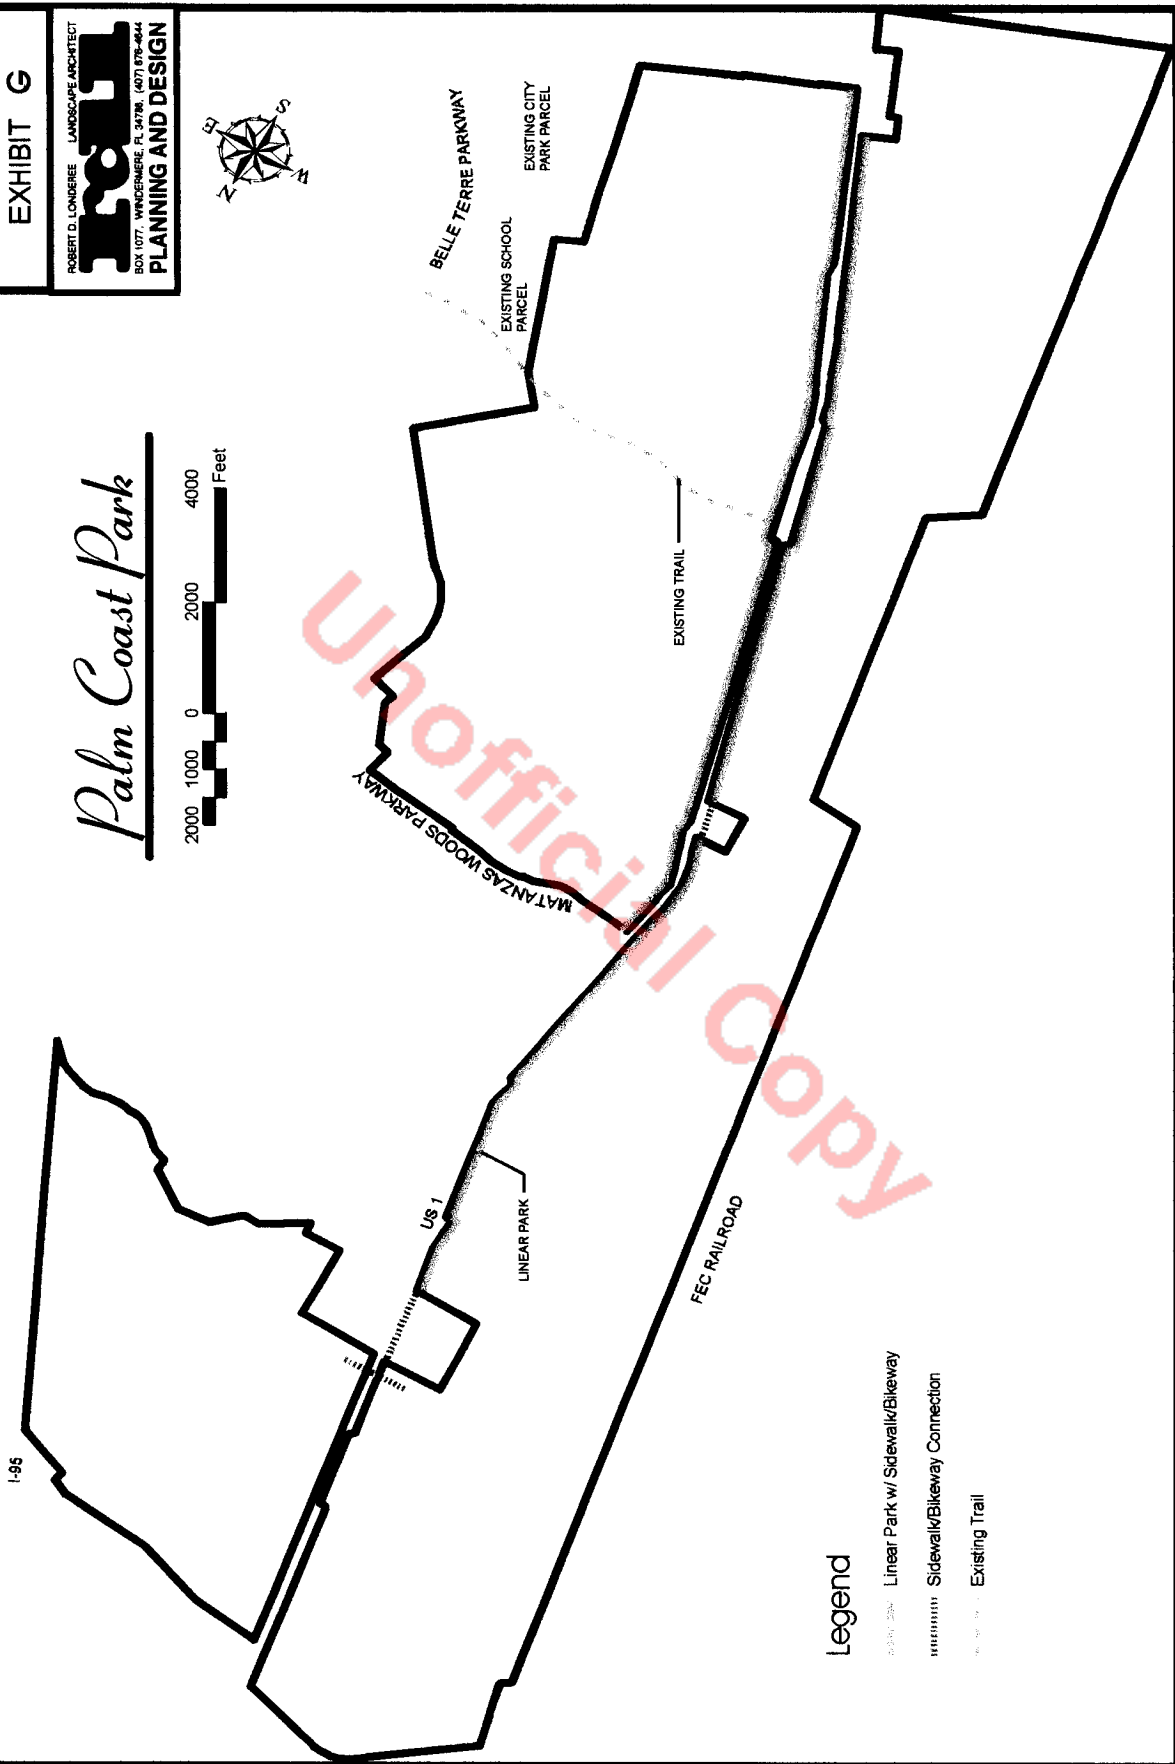 EXHIBIT G
ROBERT D. LONDEREE LANDSCAPE ARCHITECT
BOX 1077, WINDERMERE, FL 34786, (407) 876-4644
PLANNING AND DESIGN
N
E
S
W
Palm Coast Park
2000 1000 0 2000 4000
Feet
BELLE TERRE PARKWAY
EXISTING CITY
PARK PARCEL
EXISTING SCHOOL
PARCEL
EXISTING TRAIL
MATANZAS WOODS PARKWAY
I-95
US 1
LINEAR PARK
FEC RAILROAD
Legend
Linear Park w/ Sidewalk/Bikeway
Sidewalk/Bikeway Connection
Existing Trail
Unofficial Copy